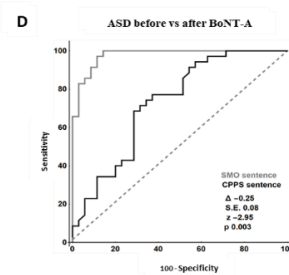 D
ASD before vs after BoNT-A
100
80
60
40
20
0
Sensitivity
SMO sentence
CPPS sentence
Δ –0.25
S.E. 0.08
z –2.95
p 0.003
0 20 40 60 80 100
100-Specificity